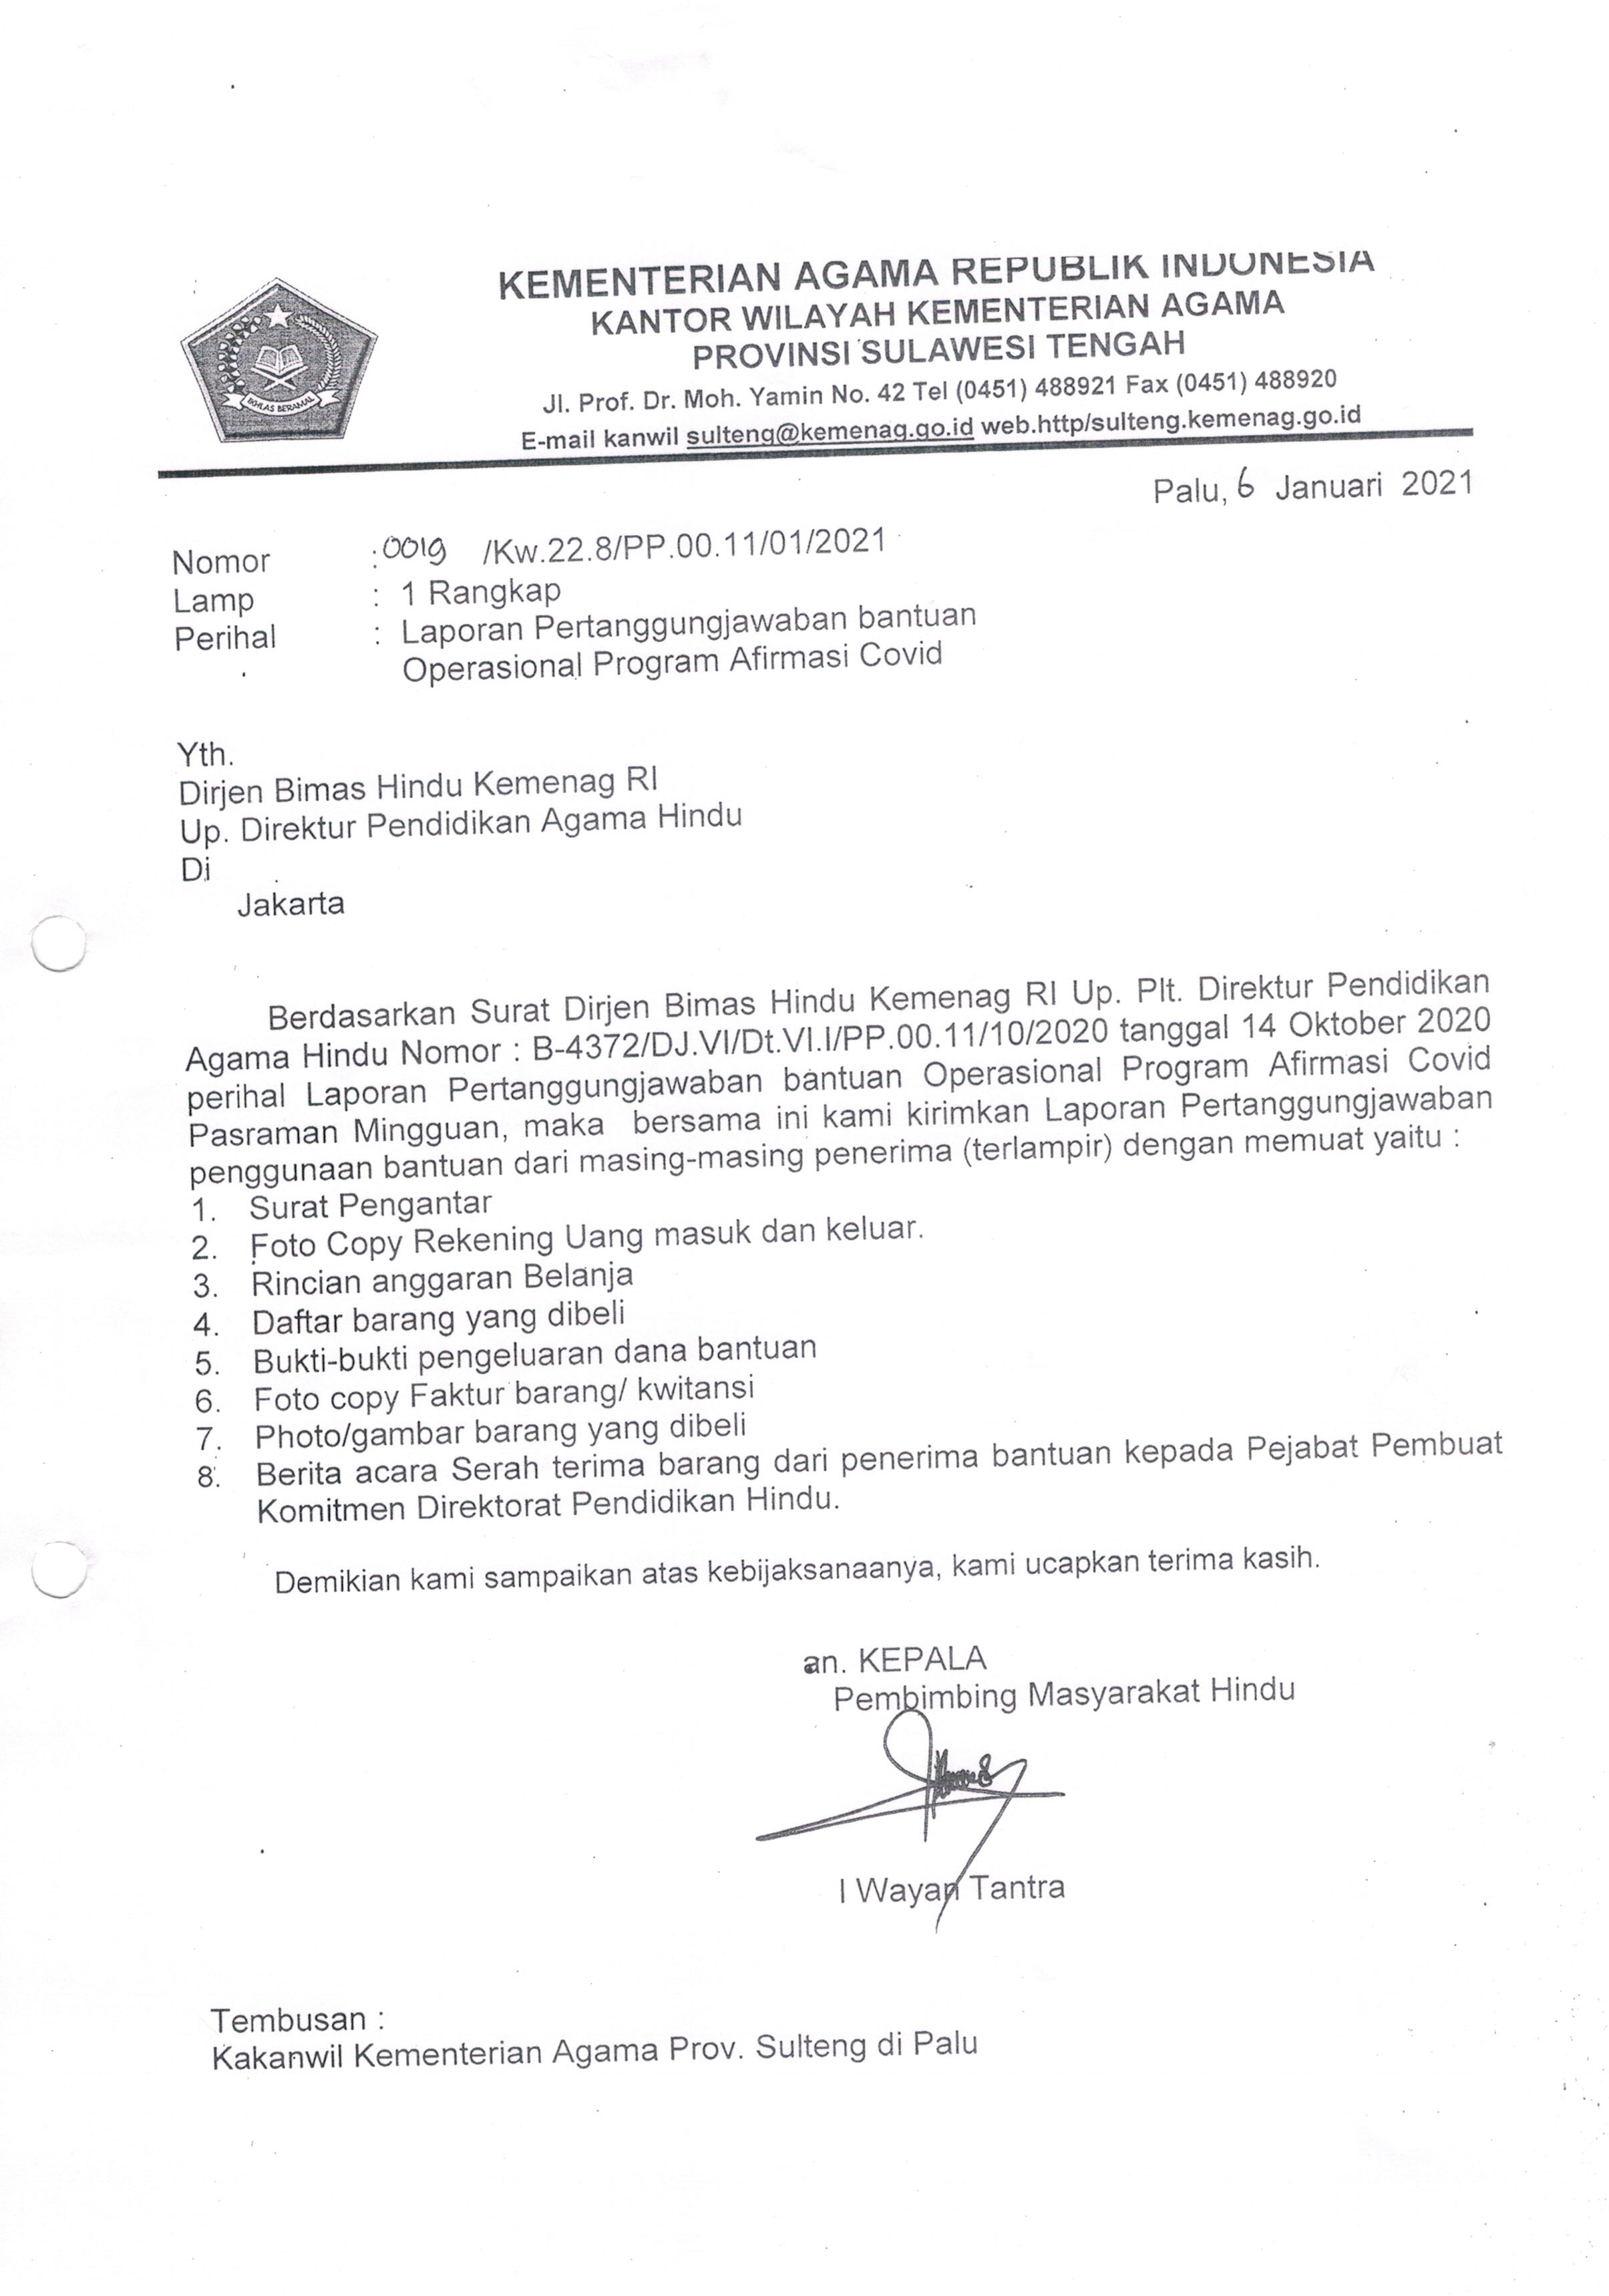 KEMENTERIAN AGAMA REPUBLIK INDONESIA
KANTOR WILAYAH KEMENTERIAN AGAMA
PROVINSI SULAWESI TENGAH
Jl. Prof. Dr. Moh. Yamin No. 42 Tel (0451) 488921 Fax (0451) 488920
E-mail kanwil sulteng@kemenag.go.id web.http/sulteng.kemenag.go.id
IKHLAS BERAMAL
Palu, 6 Januari 2021
Nomor : 0019 /Kw.22.8/PP.00.11/01/2021
Lamp : 1 Rangkap
Perihal : Laporan Pertanggungjawaban bantuan
Operasional Program Afirmasi Covid
Yth.
Dirjen Bimas Hindu Kemenag RI
Up. Direktur Pendidikan Agama Hindu
Di
Jakarta
Berdasarkan Surat Dirjen Bimas Hindu Kemenag RI Up. Plt. Direktur Pendidikan
Agama Hindu Nomor : B-4372/DJ.VI/Dt.VI.I/PP.00.11/10/2020 tanggal 14 Oktober 2020
perihal Laporan Pertanggungjawaban bantuan Operasional Program Afirmasi Covid
Pasraman Mingguan, maka bersama ini kami kirimkan Laporan Pertanggungjawaban
penggunaan bantuan dari masing-masing penerima (terlampir) dengan memuat yaitu :
1. Surat Pengantar
2. Foto Copy Rekening Uang masuk dan keluar.
3. Rincian anggaran Belanja
4. Daftar barang yang dibeli
5. Bukti-bukti pengeluaran dana bantuan
6. Foto copy Faktur barang/ kwitansi
7. Photo/gambar barang yang dibeli
8. Berita acara Serah terima barang dari penerima bantuan kepada Pejabat Pembuat
Komitmen Direktorat Pendidikan Hindu.
Demikian kami sampaikan atas kebijaksanaanya, kami ucapkan terima kasih.
an. KEPALA
Pembimbing Masyarakat Hindu
I Wayan Tantra
Tembusan :
Kakanwil Kementerian Agama Prov. Sulteng di Palu